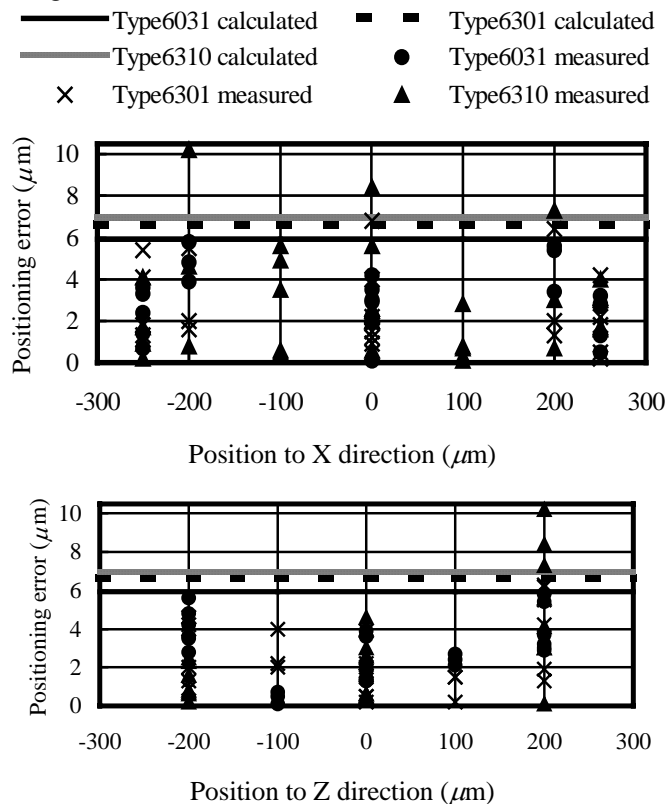 Type6031 calculated Type6301 calculated
Type6310 calculated Type6031 measured
Type6301 measured Type6310 measured
Positioning error (μm)
10
8
6
4
2
0
-300 -200 -100 0 100 200 300
Position to X direction (μm)
Positioning error (μm)
10
8
6
4
2
0
-300 -200 -100 0 100 200 300
Position to Z direction (μm)